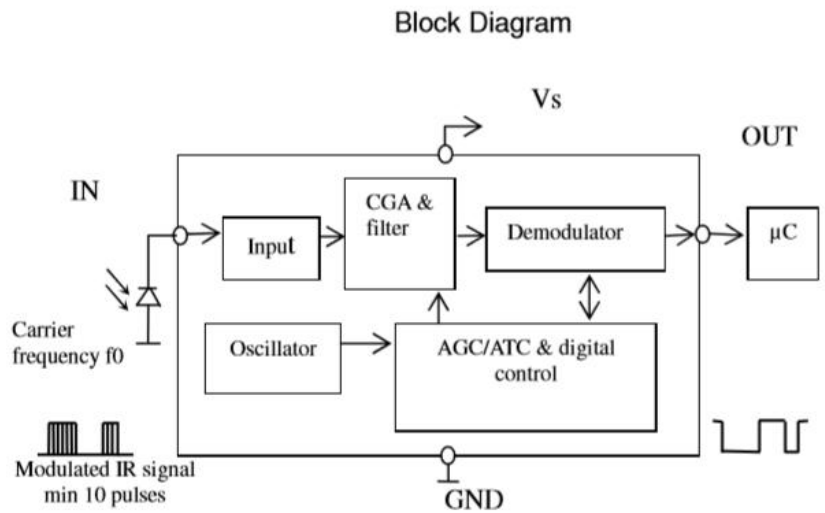 Block Diagram
Vs
OUT
IN
CGA &
filter
Input
Demodulator
µC
Carrier
frequency f0
Oscillator
AGC/ATC & digital
control
Modulated IR signal
min 10 pulses
GND